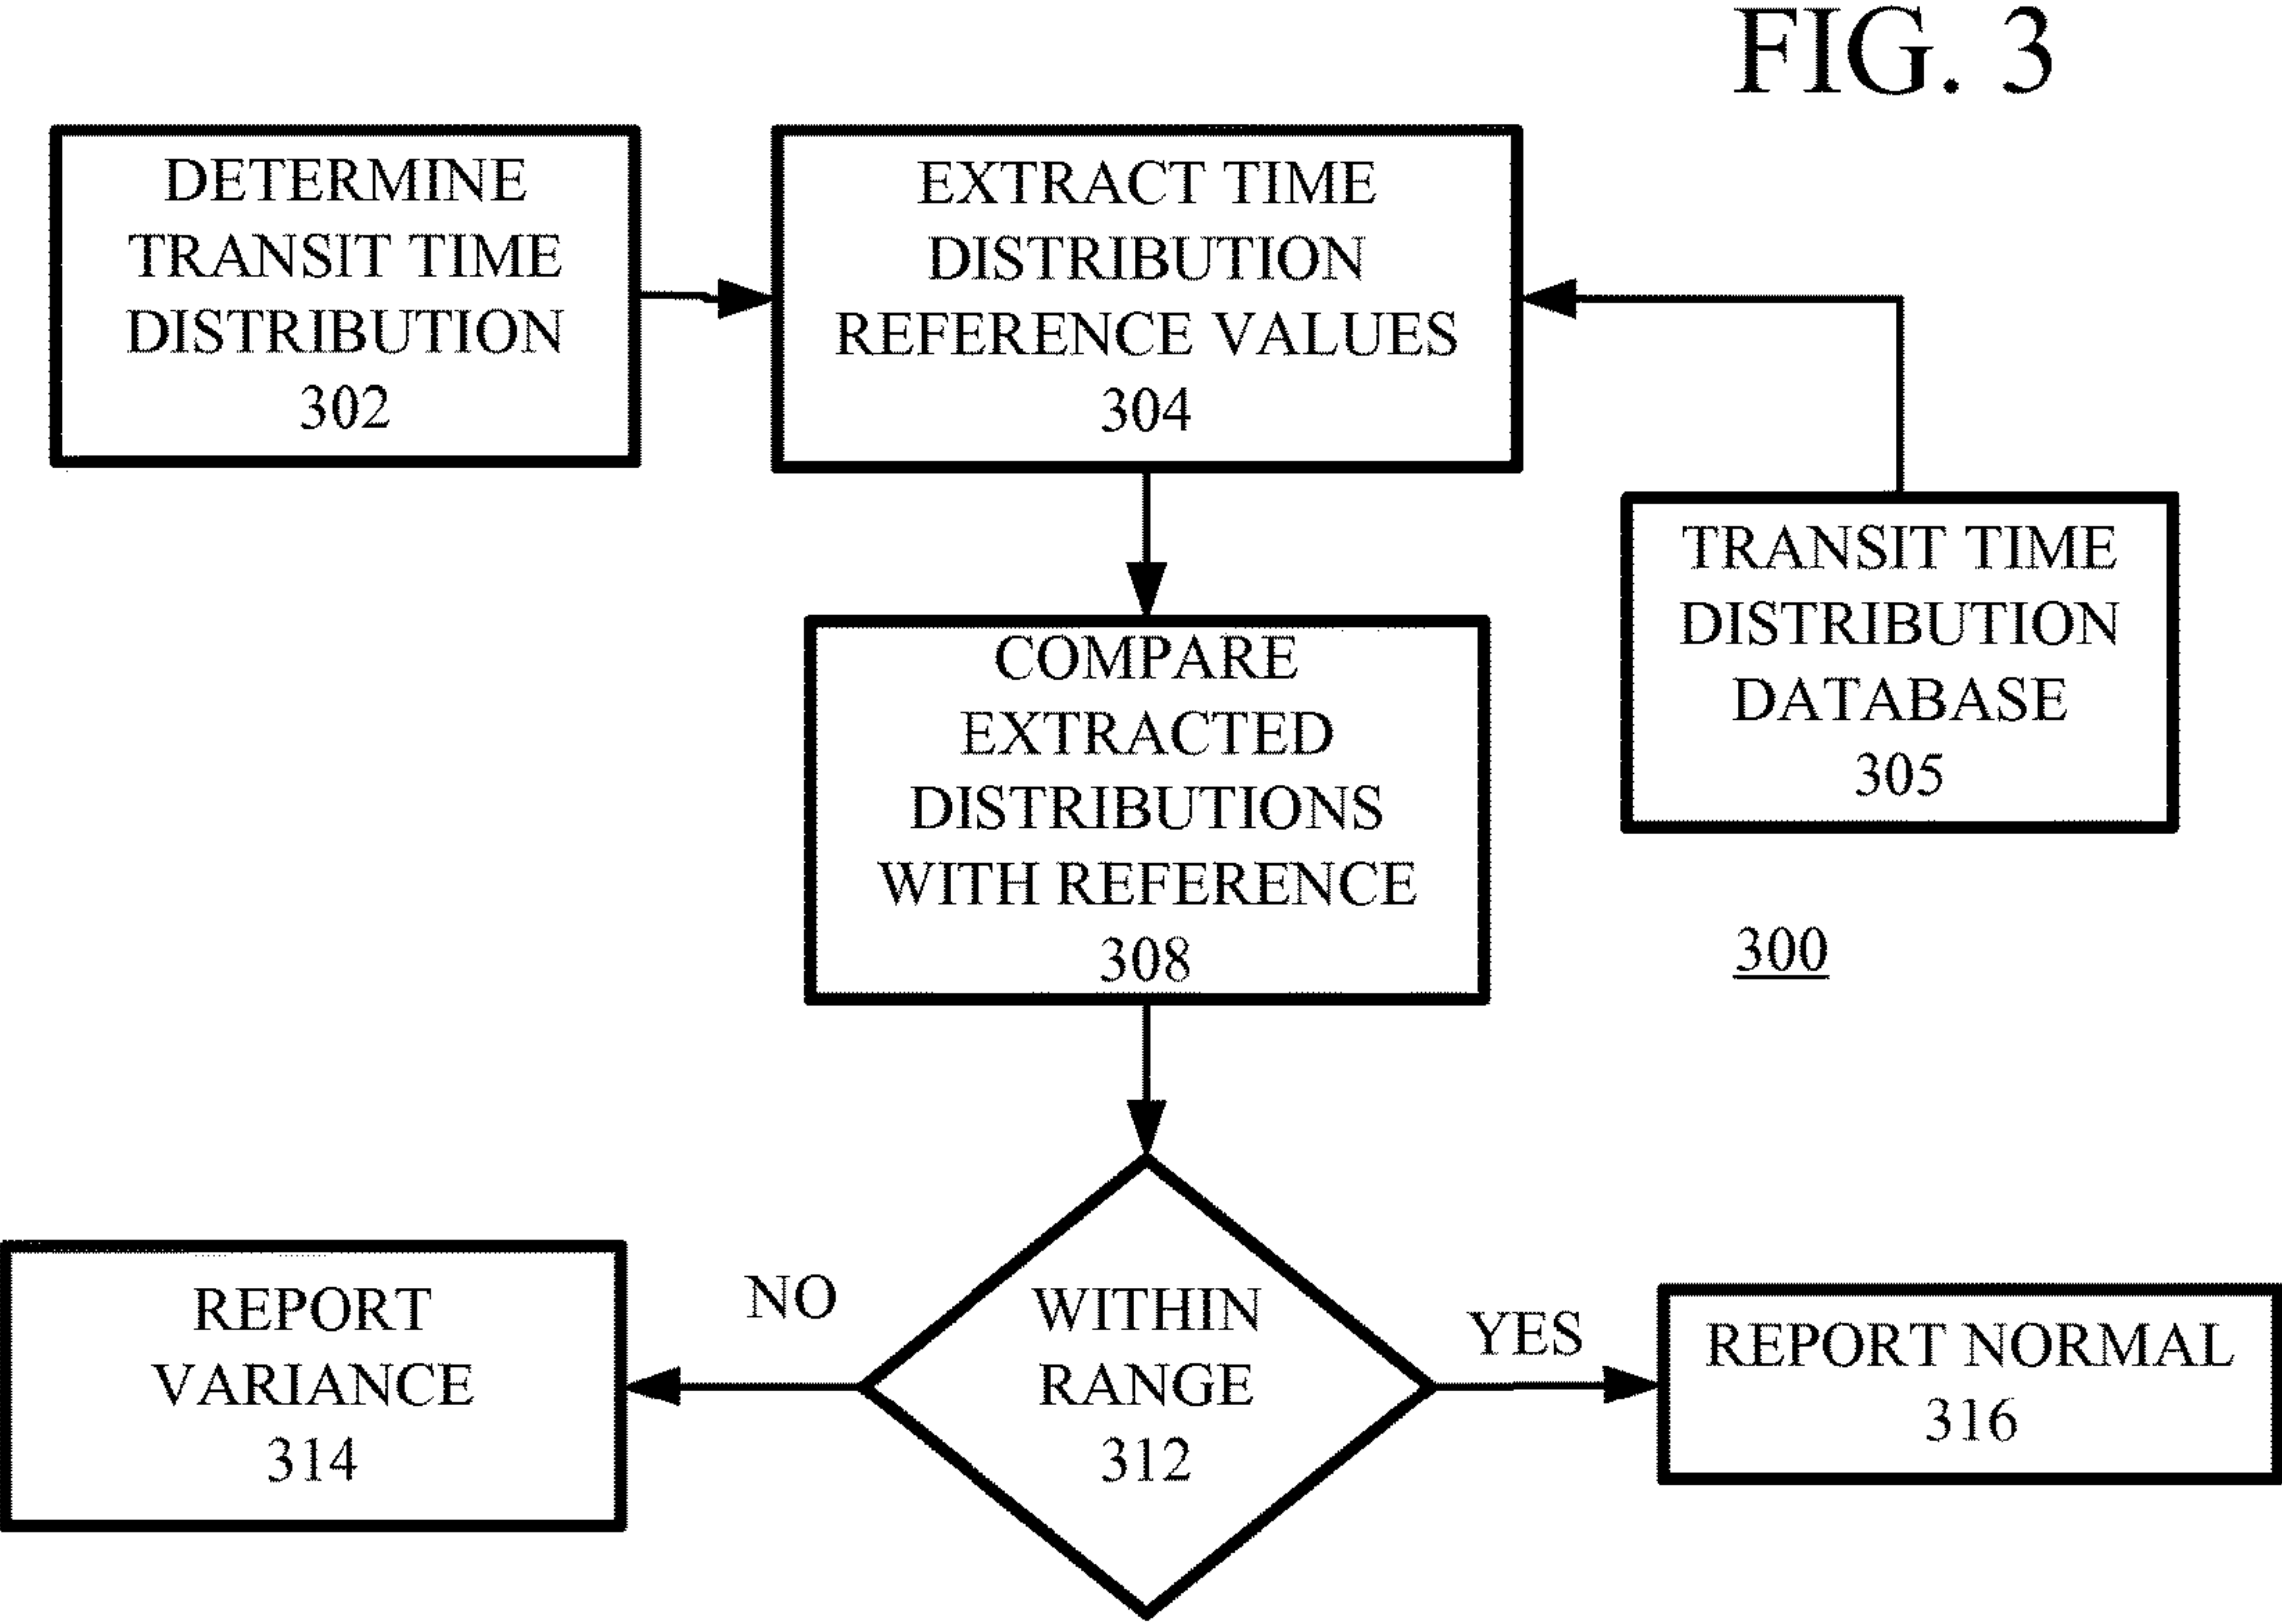 FIG. 3
DETERMINE
TRANSIT TIME
DISTRIBUTION
302
EXTRACT TIME
DISTRIBUTION
REFERENCE VALUES
304
TRANSIT TIME
DISTRIBUTION
DATABASE
305
COMPARE
EXTRACTED
DISTRIBUTIONS
WITH REFERENCE
308
300
WITHIN
RANGE
312
NO
REPORT
VARIANCE
314
YES
REPORT NORMAL
316